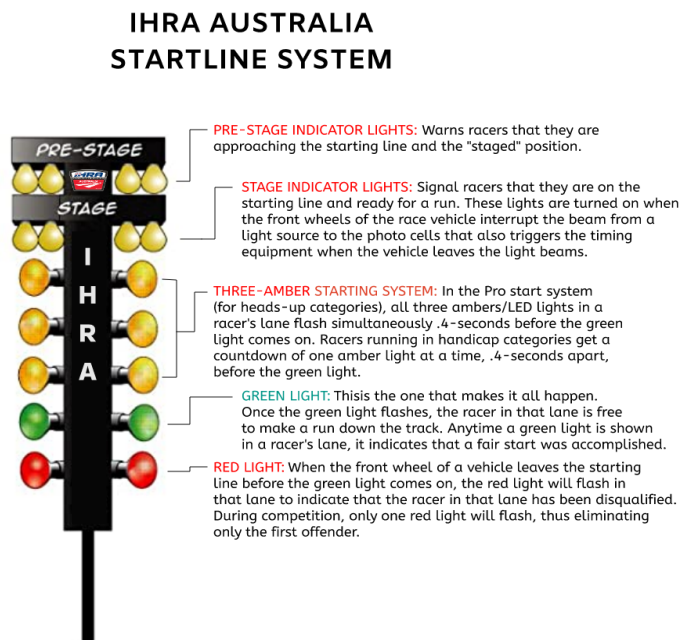 IHRA AUSTRALIA
STARTLINE SYSTEM
PRE-STAGE
IHRA
AUSTRALIA
STAGE
I
H
R
A
PRE-STAGE INDICATOR LIGHTS: Warns racers that they are
approaching the starting line and the "staged" position.
STAGE INDICATOR LIGHTS: Signal racers that they are on the
starting line and ready for a run. These lights are turned on when
the front wheels of the race vehicle interrupt the beam from a
light source to the photo cells that also triggers the timing
equipment when the vehicle leaves the light beams.
THREE-AMBER STARTING SYSTEM: In the Pro start system
(for heads-up categories), all three ambers/LED lights in a
racer's lane flash simultaneously .4-seconds before the green
light comes on. Racers running in handicap categories get a
countdown of one amber light at a time, .4-seconds apart,
before the green light.
GREEN LIGHT: Thisis the one that makes it all happen.
Once the green light flashes, the racer in that lane is free
to make a run down the track. Anytime a green light is shown
in a racer's lane, it indicates that a fair start was accomplished.
RED LIGHT: When the front wheel of a vehicle leaves the starting
line before the green light comes on, the red light will flash in
that lane to indicate that the racer in that lane has been disqualified.
During competition, only one red light will flash, thus eliminating
only the first offender.